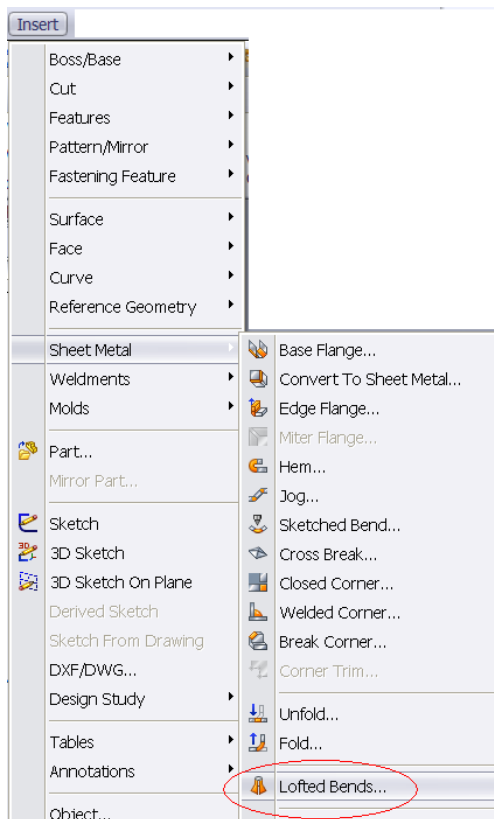 Insert
Boss/Base
Cut
Features
Pattern/Mirror
Fastening Feature
Surface
Face
Curve
Reference Geometry
Sheet Metal
Weldments
Molds
Part...
Mirror Part...
Sketch
3D Sketch
3D Sketch On Plane
Derived Sketch
Sketch From Drawing
DXF/DWG...
Design Study
Tables
Annotations
Object...
Base Flange...
Convert To Sheet Metal...
Edge Flange...
Miter Flange...
Hem...
Jog...
Sketched Bend...
Cross Break...
Closed Corner...
Welded Corner...
Break Corner...
Corner Trim...
Unfold...
Fold...
Lofted Bends...